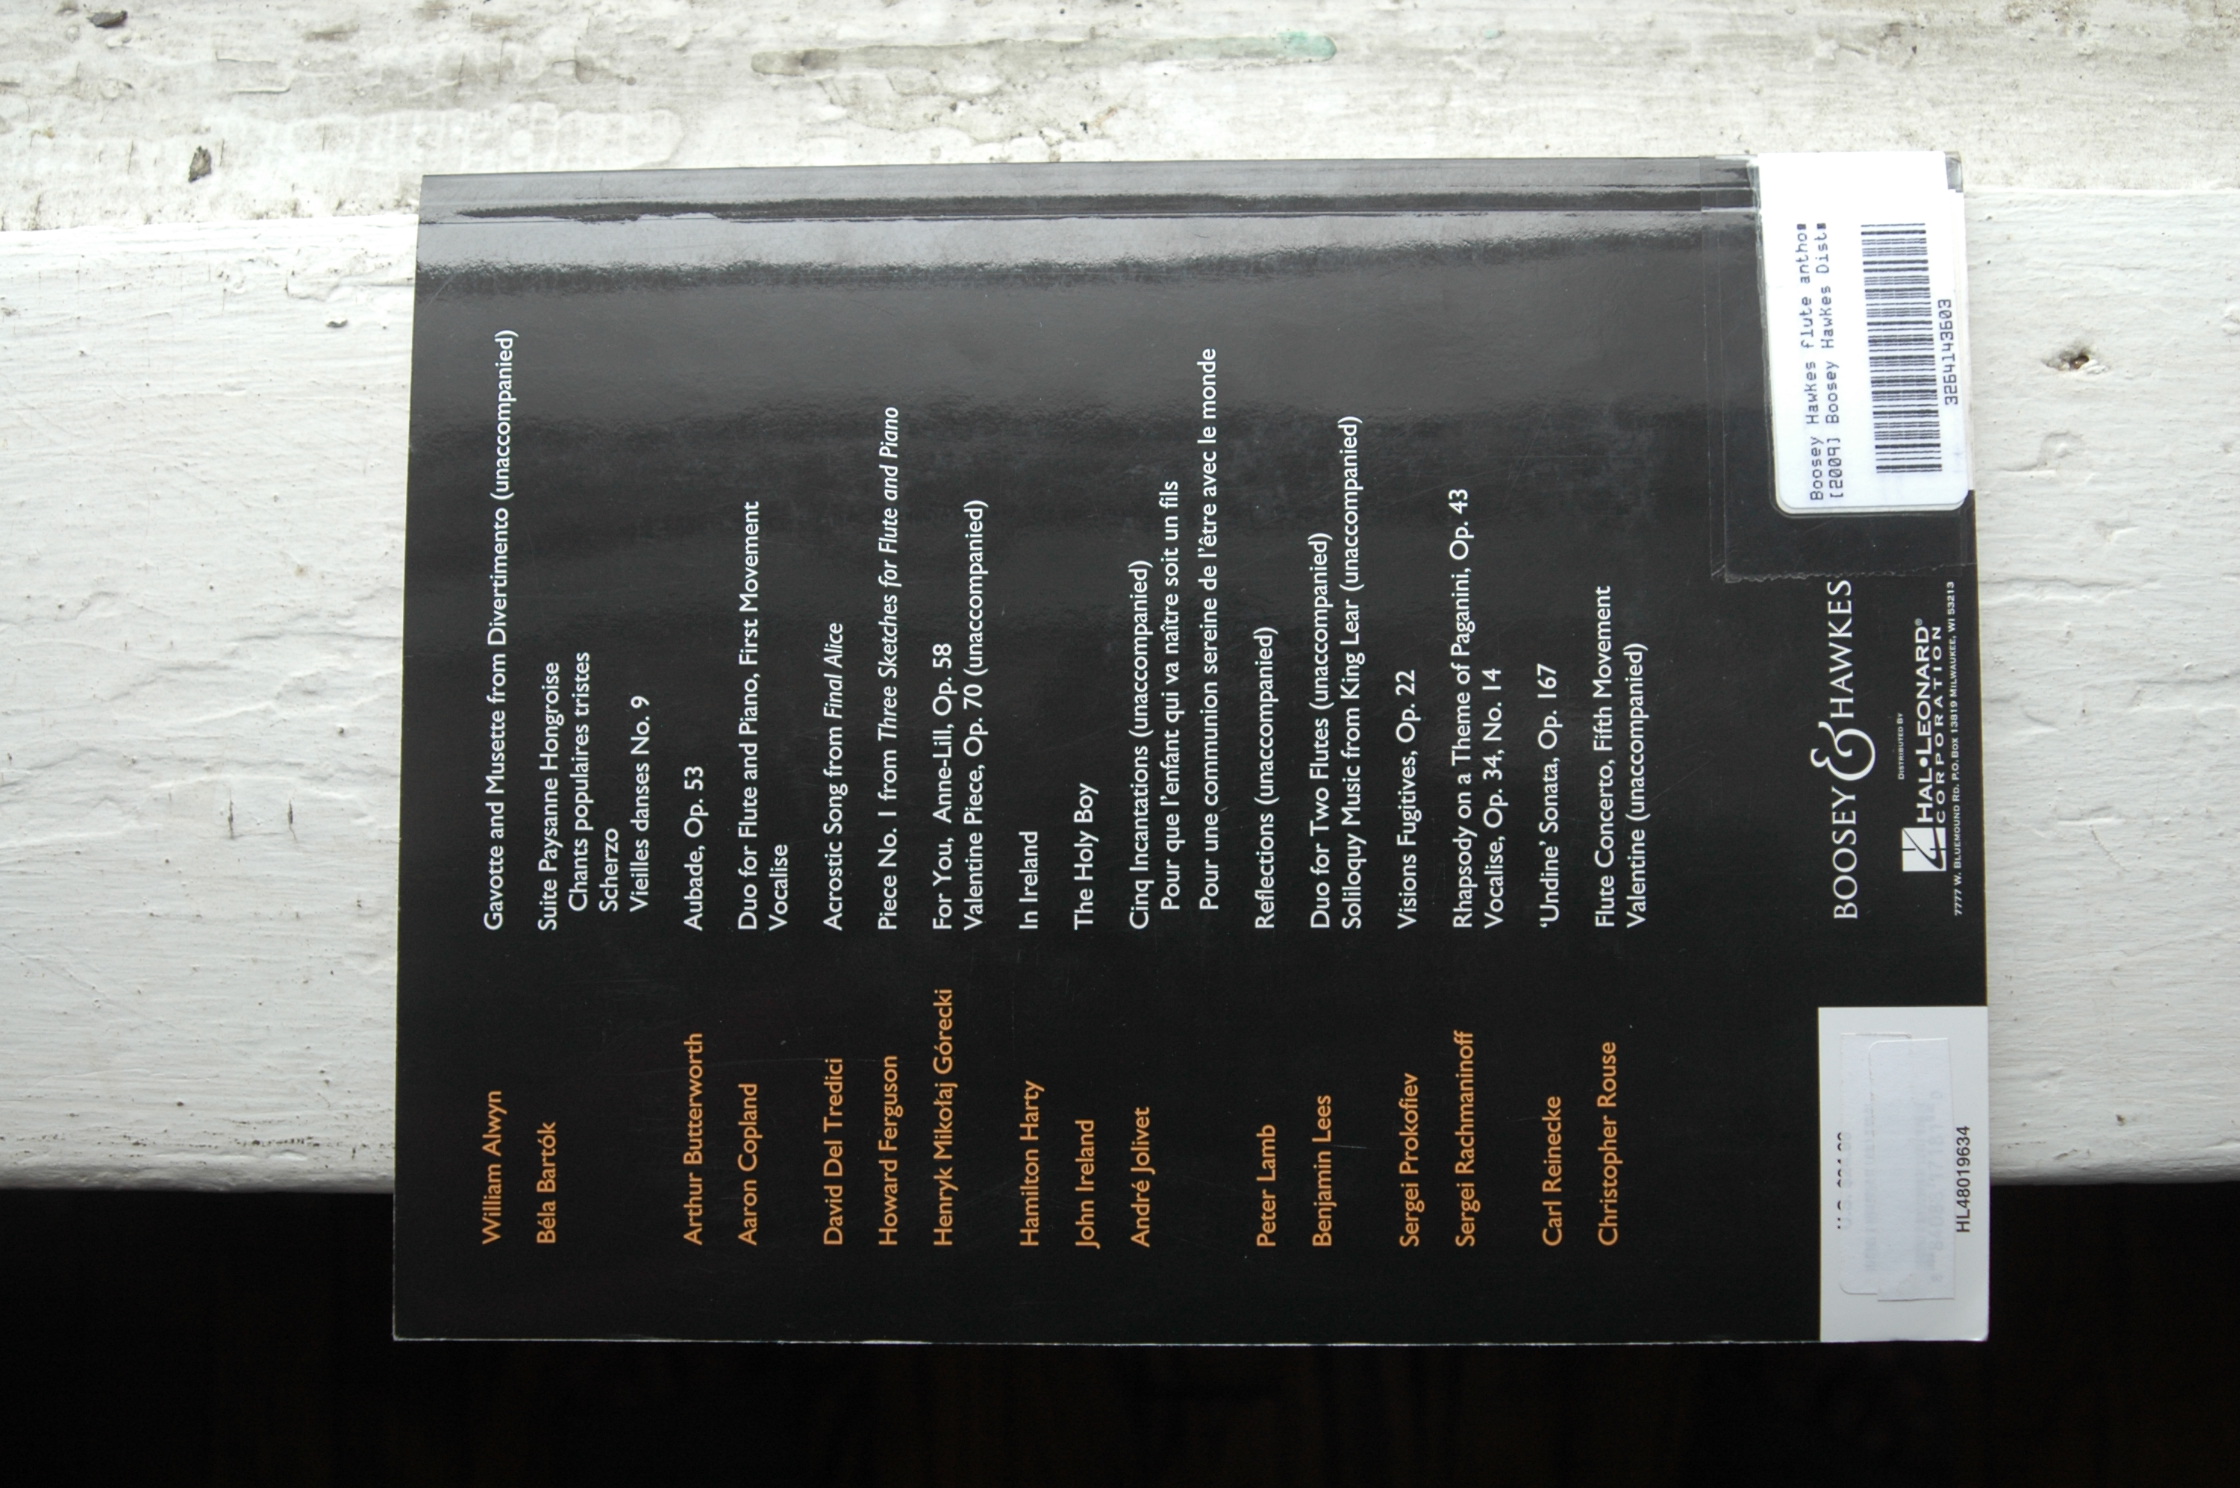 William Alwyn Gavotte and Musette from Divertimento (unaccompanied)
Béla Bartók Suite Paysanne Hongroise
Chants populaires tristes
Scherzo
Vieilles danses No. 9
Arthur Butterworth Aubade, Op. 53
Aaron Copland Duo for Flute and Piano, First Movement
Vocalise
David Del Tredici Acrostic Song from Final Alice
Howard Ferguson Piece No. 1 from Three Sketches for Flute and Piano
Henryk Mikołaj Górecki For You, Anne-Lill, Op. 58
Valentine Piece, Op. 70 (unaccompanied)
Hamilton Harty In Ireland
John Ireland The Holy Boy
André Jolivet Cinq Incantations (unaccompanied)
Pour que l'enfant qui va naître soit un fils
Pour une communion sereine de l'être avec le monde
Peter Lamb Reflections (unaccompanied)
Benjamin Lees Duo for Two Flutes (unaccompanied)
Soliloquy Music from King Lear (unaccompanied)
Sergei Prokofiev Visions Fugitives, Op. 22
Sergei Rachmaninoff Rhapsody on a Theme of Paganini, Op. 43
Vocalise, Op. 34, No. 14
Carl Reinecke 'Undine' Sonata, Op. 167
Christopher Rouse Flute Concerto, Fifth Movement
Valentine (unaccompanied)
BOOSEY & HAWKES
DISTRIBUTED BY
HAL•LEONARD®
CORPORATION
7777 W. BLUEMOUND RD. P.O. BOX 13819 MILWAUKEE, WI 53213
HL48019634
Boosey Hawkes flute antho
[2009] Boosey Hawkes Dist
3264143603